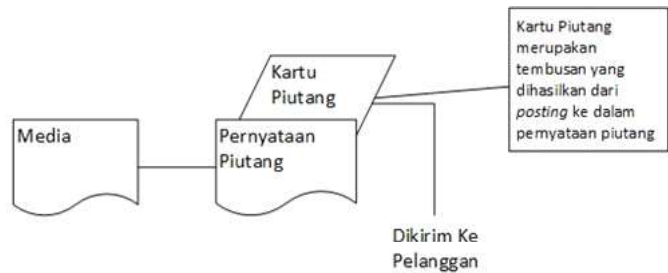 Media
Kartu
Piutang
Pernyataan
Piutang
Kartu Piutang
merupakan
tembusan yang
dihasilkan dari
posting ke dalam
pernyataan piutang
Dikirim Ke
Pelanggan